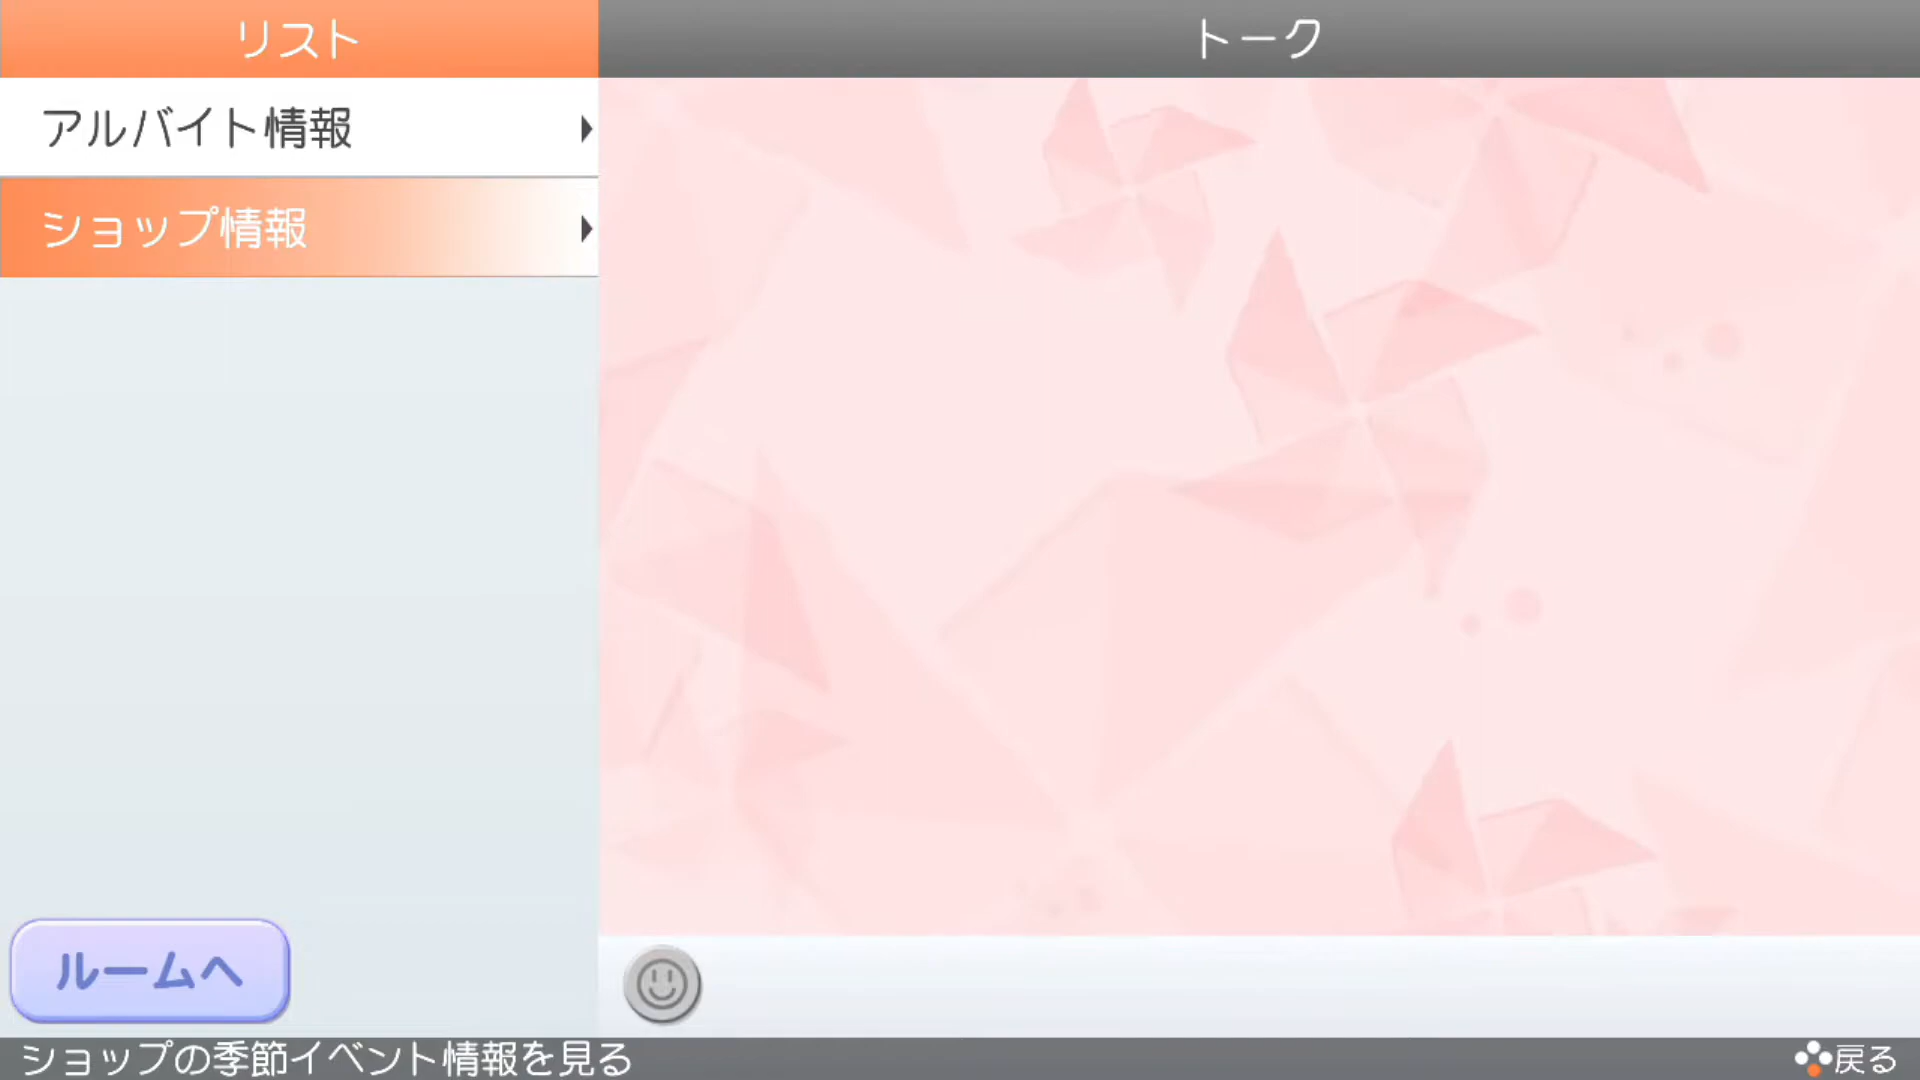 リスト
トーク
アルバイト情報
ショップ情報
ルームへ
ショップの季節イベント情報を見る
戻る